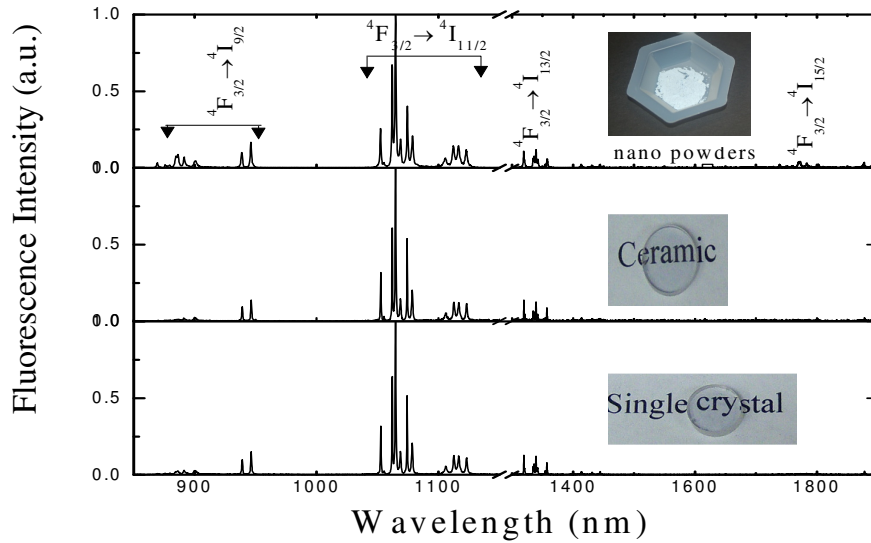 Fluorescence Intensity (a.u.)
1.0
0.5
1.0
0.0
0.5
1.0
0.0
0.5
0.0
⁴F₃/₂→⁴I₉/₂
⁴F₃/₂→⁴I₁₁/₂
⁴F₃/₂→⁴I₁₃/₂
⁴F₃/₂→⁴I₁₅/₂
nano powders
Ceramic
Single crystal
900 1000 1100 1400 1600 1800
Wavelength (nm)